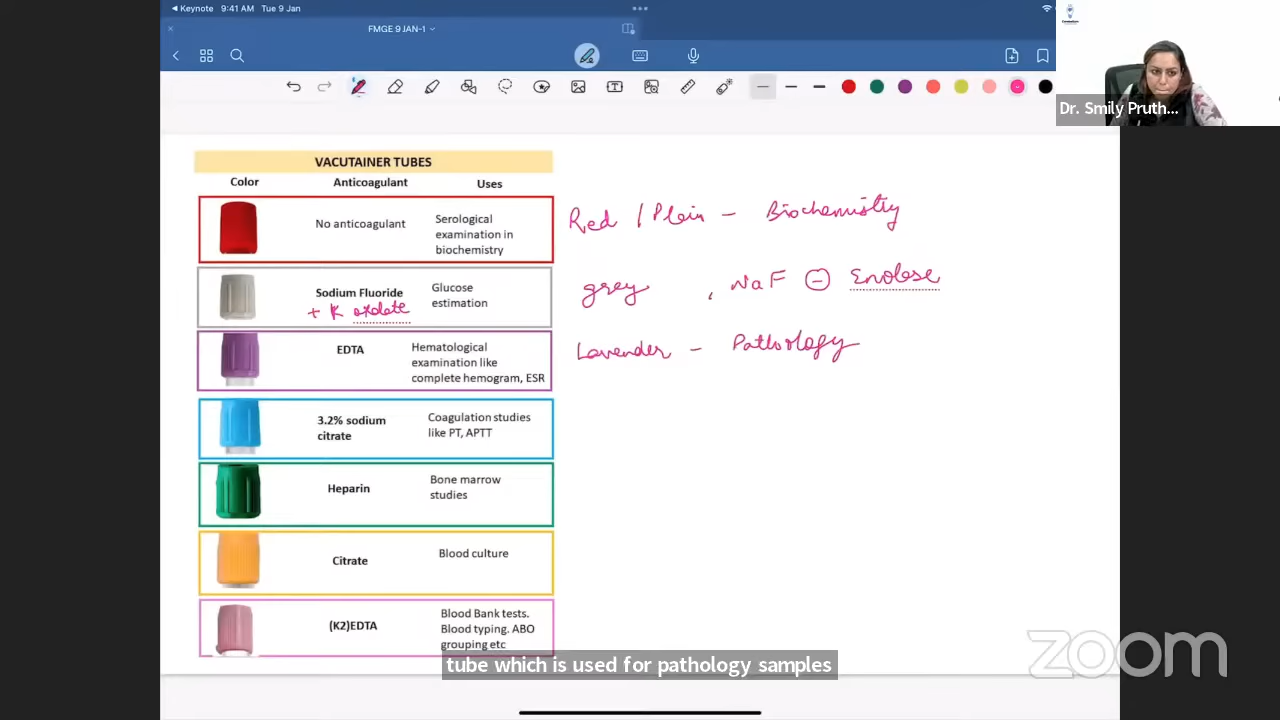 Keynote 9:41 AM Tue 9 Jan
FMGE 9 JAN-1
Dr. Smily Pruth...
VACUTAINER TUBES
Color Anticoagulant Uses
No anticoagulant
Serological
examination in
biochemistry
Red / Plain - Biochemistry
Sodium Fluoride
+ K oxalate
Glucose
estimation
grey , NaF - Enolose
EDTA
Hematological
examination like
complete hemogram, ESR
Lavender - Pathology
3.2% sodium
citrate
Coagulation studies
like PT, APTT
Heparin
Bone marrow
studies
Citrate
Blood culture
(K2)EDTA
Blood Bank tests.
Blood typing. ABO
grouping etc
tube which is used for pathology samples
zoom